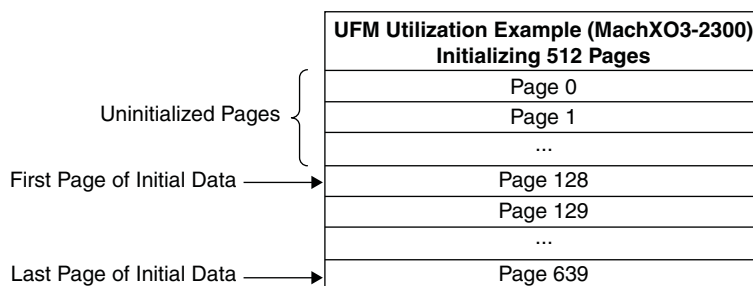 UFM Utilization Example (MachXO3-2300)
Initializing 512 Pages
Page 0
Uninitialized Pages
Page 1
...
First Page of Initial Data
Page 128
Page 129
...
Last Page of Initial Data
Page 639